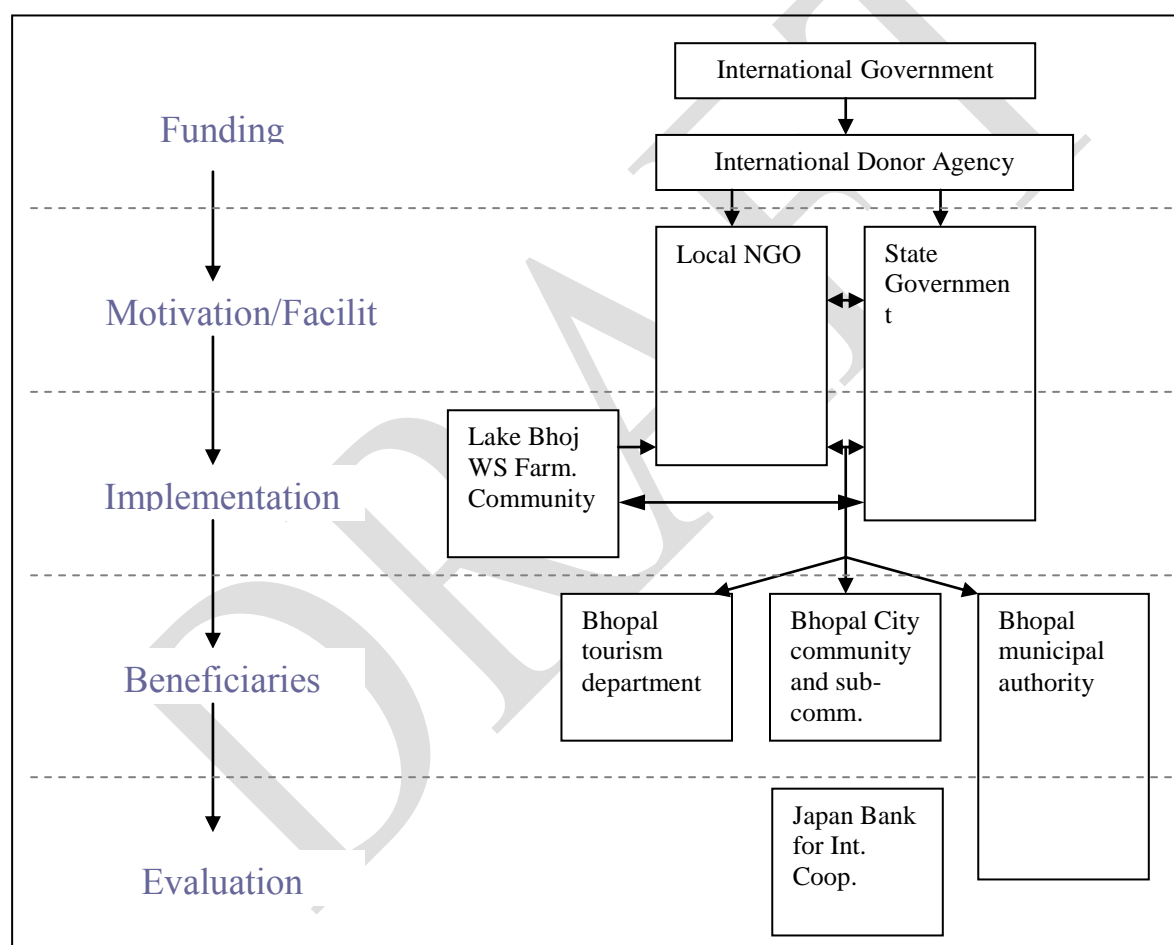 International Government
Funding
International Donor Agency
Local NGO
State
Governmen
t
Motivation/Facilit
Lake Bhoj
WS Farm.
Community
Implementation
Bhopal
tourism
department
Bhopal City
community
and sub-
comm.
Bhopal
municipal
authority
Beneficiaries
Japan Bank
for Int.
Coop.
Evaluation
DRAFT